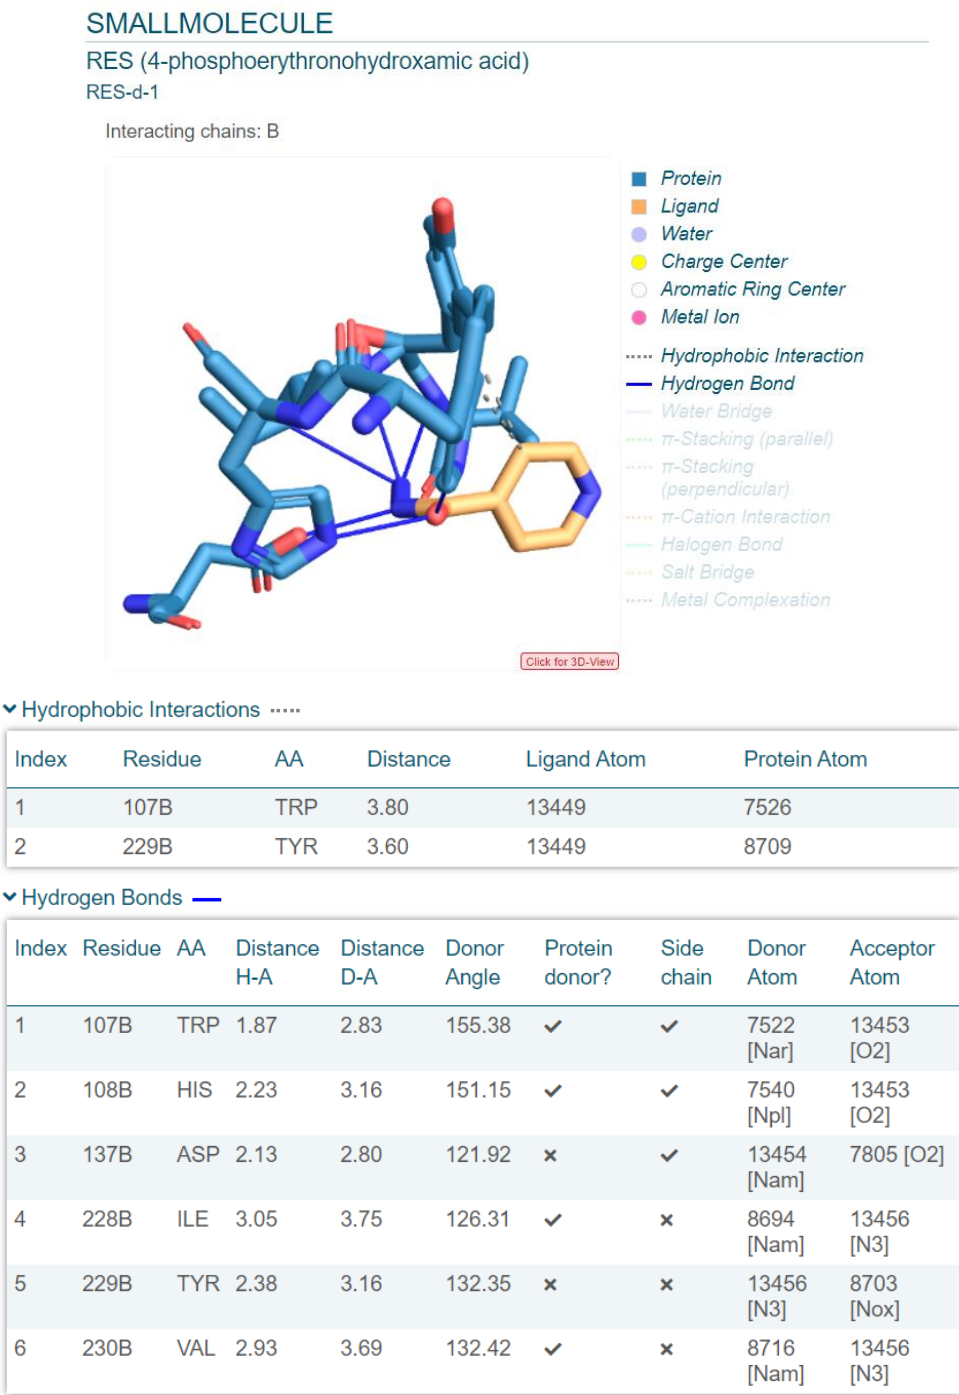 SMALLMOLECULE
RES (4-phosphoerythronohydroxamic acid)
RES-d-1
Interacting chains: B
Protein
Ligand
Water
Charge Center
Aromatic Ring Center
Metal Ion
Hydrophobic Interaction
Hydrogen Bond
Water Bridge
π-Stacking (parallel)
π-Stacking
(perpendicular)
π-Cation Interaction
Halogen Bond
Salt Bridge
Metal Complexation
Click for 3D-View
Hydrophobic Interactions
Index Residue AA Distance Ligand Atom Protein Atom
1 107B TRP 3.80 13449 7526
2 229B TYR 3.60 13449 8709
Hydrogen Bonds
Index Residue AA Distance Distance Donor Protein Side Donor Acceptor
H-A D-A Angle donor? chain Atom Atom
1 107B TRP 1.87 2.83 155.38 ✓ ✓ 7522 13453
[Nar] [O2]
2 108B HIS 2.23 3.16 151.15 ✓ ✓ 7540 13453
[Npl] [O2]
3 137B ASP 2.13 2.80 121.92 × ✓ 13454 7805 [O2]
[Nam]
4 228B ILE 3.05 3.75 126.31 ✓ × 8694 13456
[Nam] [N3]
5 229B TYR 2.38 3.16 132.35 × × 13456 8703
[N3] [Nox]
6 230B VAL 2.93 3.69 132.42 ✓ × 8716 13456
[Nam] [N3]